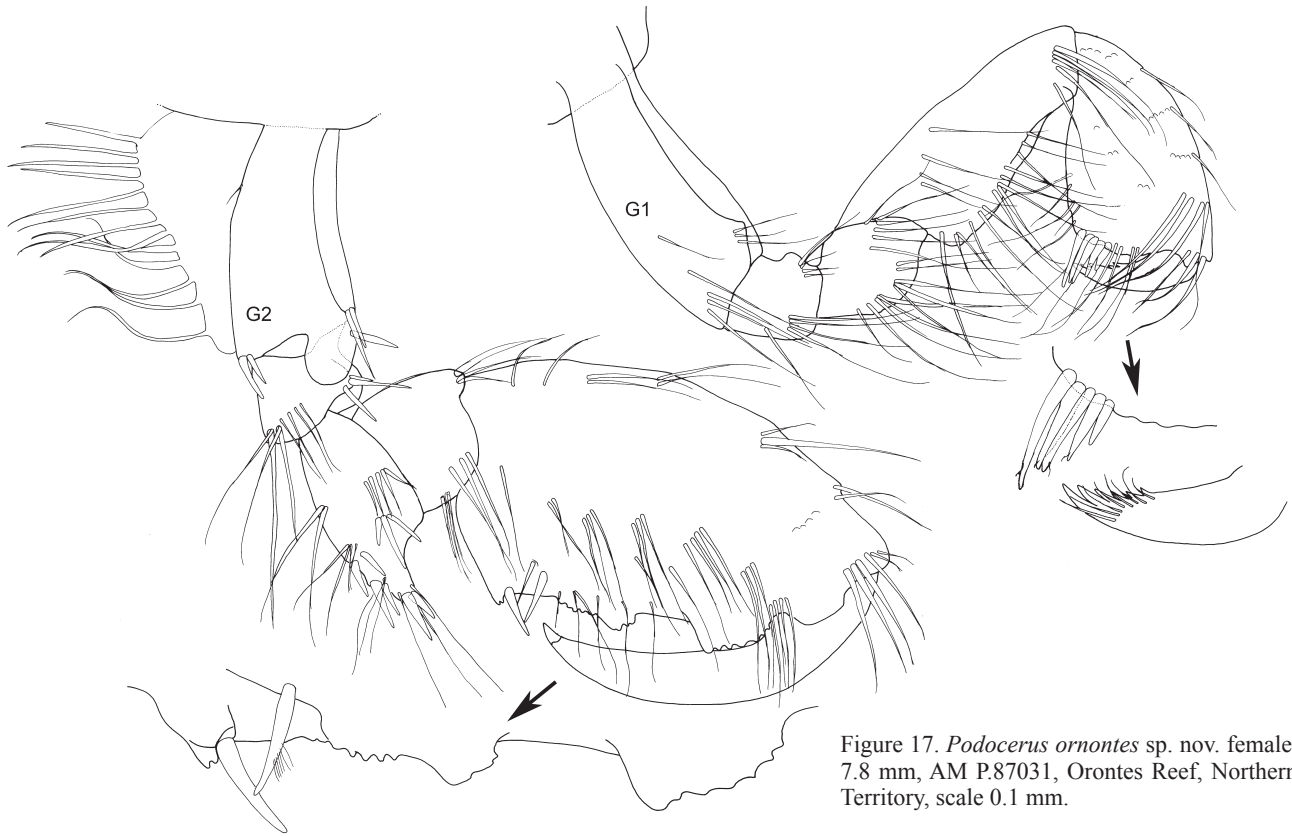 G1
G2
Figure 17. Podocerus ornontes sp. nov. female
7.8 mm, AM P.87031, Orontes Reef, Northern
Territory, scale 0.1 mm.